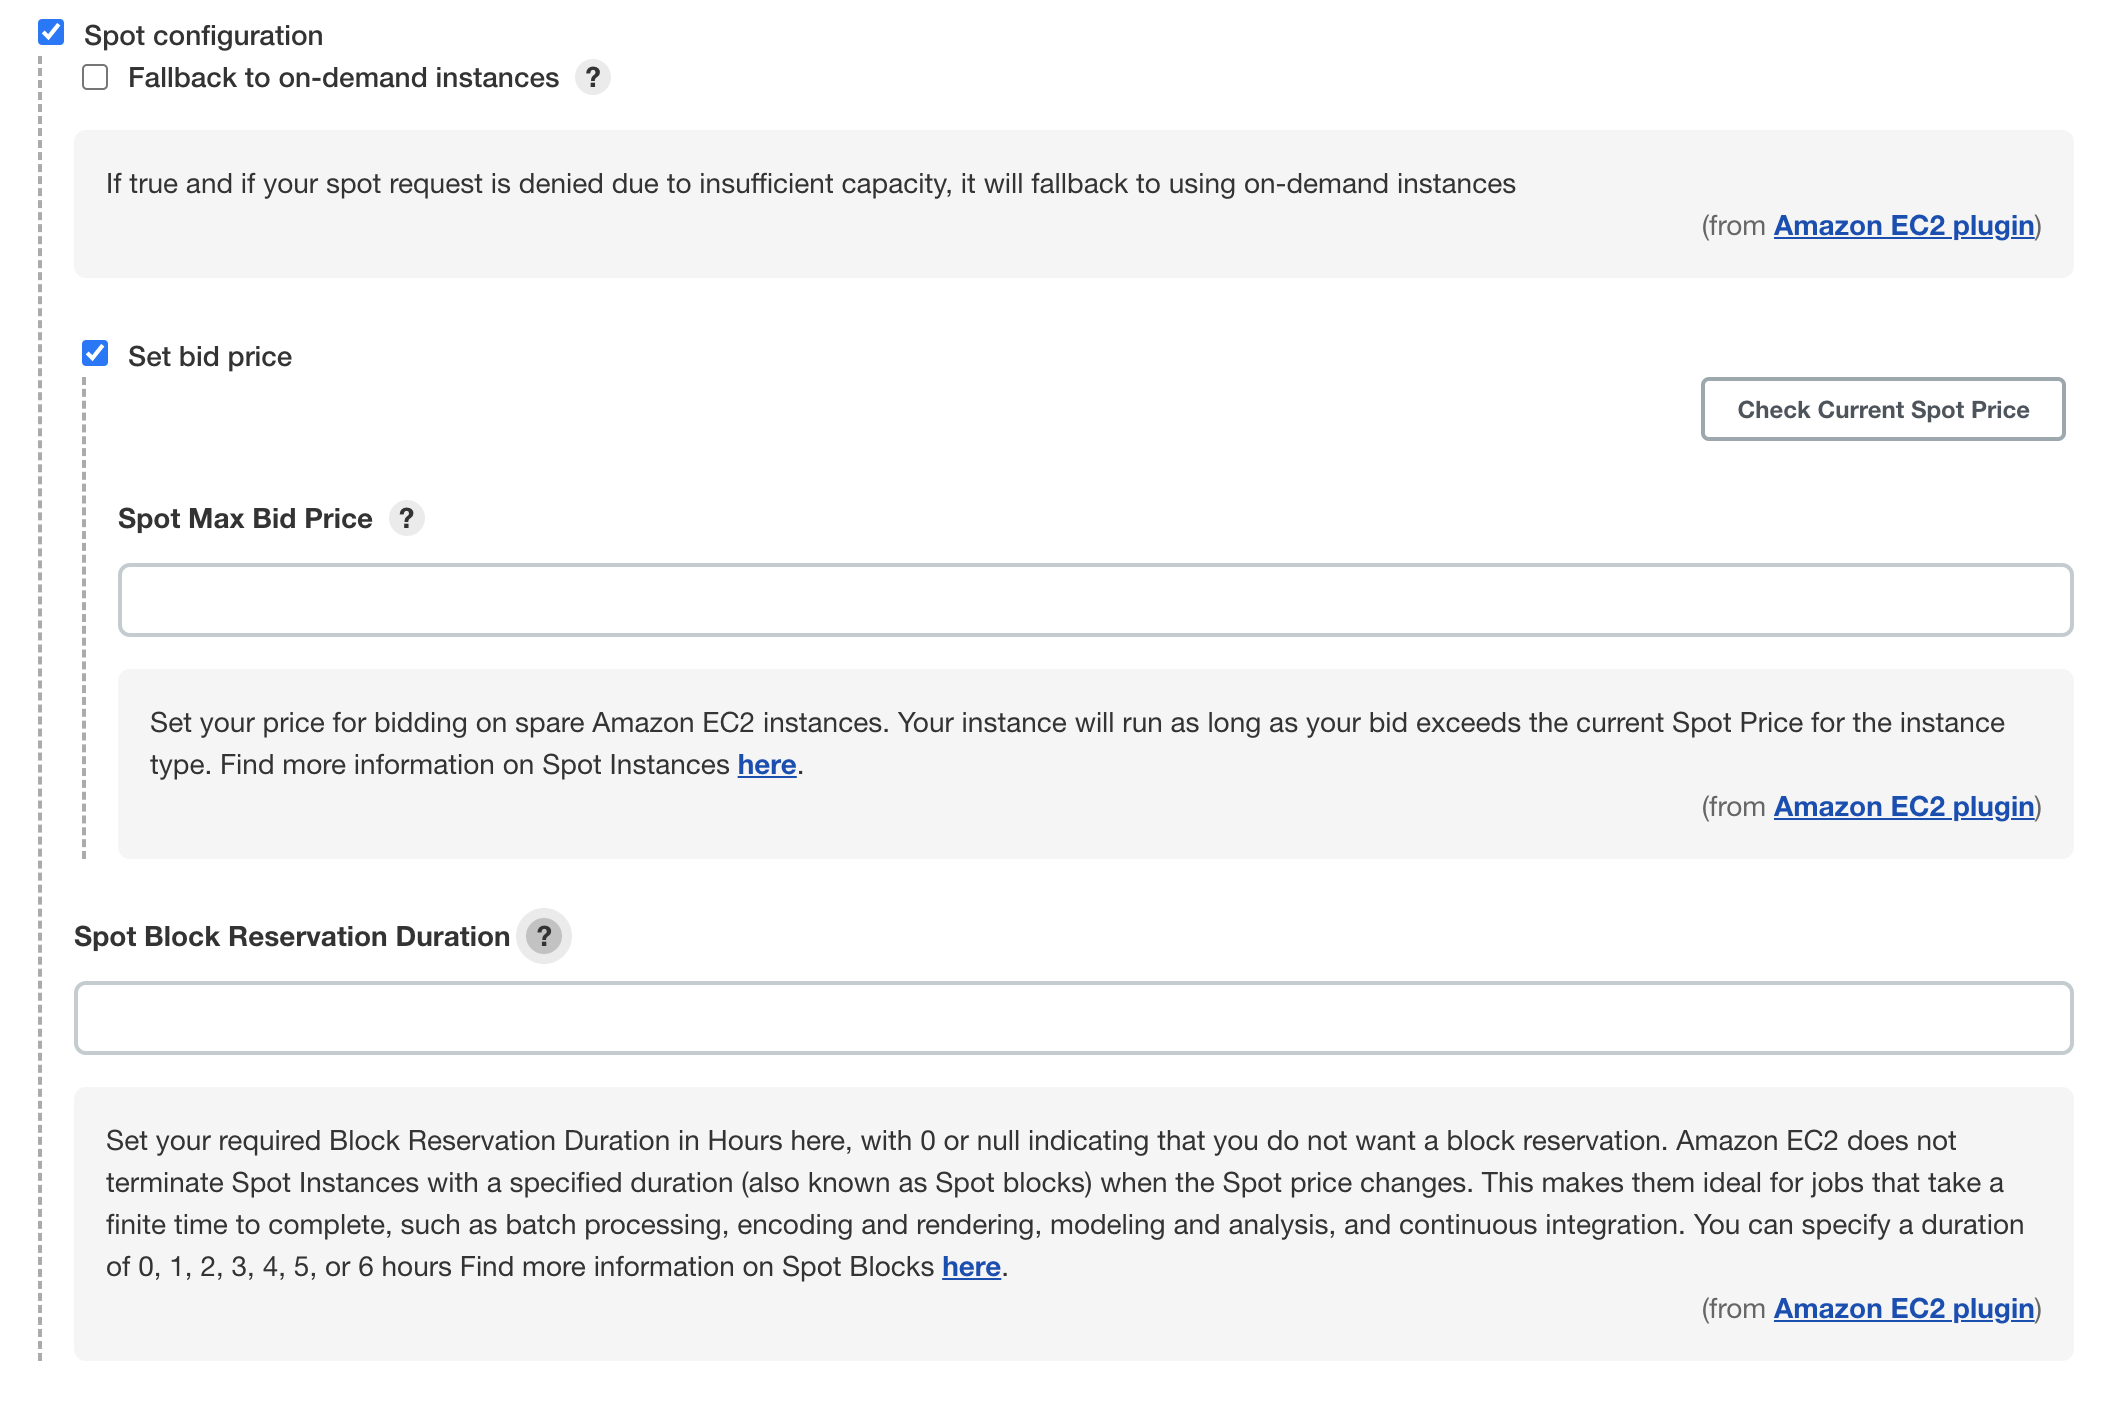 Spot configuration
Fallback to on-demand instances ?
If true and if your spot request is denied due to insufficient capacity, it will fallback to using on-demand instances
(from Amazon EC2 plugin)
Set bid price
Check Current Spot Price
Spot Max Bid Price ?
Set your price for bidding on spare Amazon EC2 instances. Your instance will run as long as your bid exceeds the current Spot Price for the instance
type. Find more information on Spot Instances here.
(from Amazon EC2 plugin)
Spot Block Reservation Duration ?
Set your required Block Reservation Duration in Hours here, with 0 or null indicating that you do not want a block reservation. Amazon EC2 does not
terminate Spot Instances with a specified duration (also known as Spot blocks) when the Spot price changes. This makes them ideal for jobs that take a
finite time to complete, such as batch processing, encoding and rendering, modeling and analysis, and continuous integration. You can specify a duration
of 0, 1, 2, 3, 4, 5, or 6 hours Find more information on Spot Blocks here.
(from Amazon EC2 plugin)